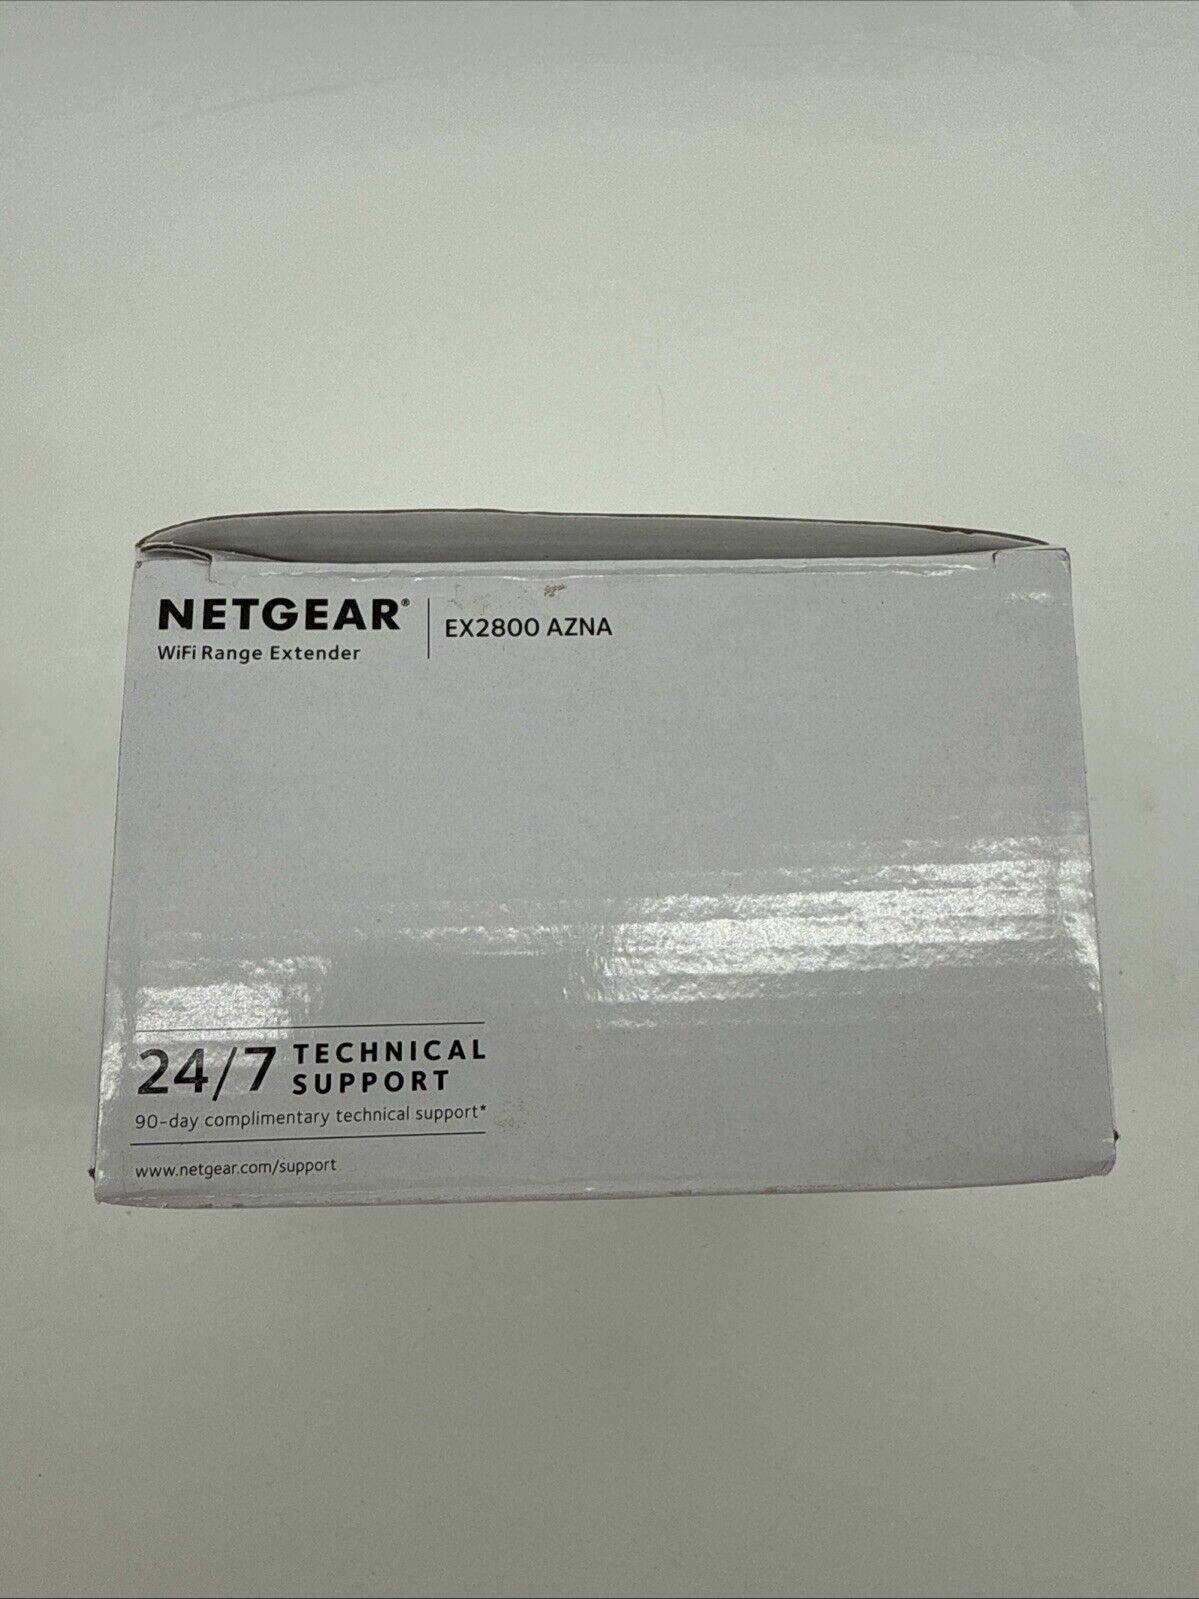 NETGEAR®
WiFi Range Extender
EX2800 AZNA
24/7 TECHNICAL
SUPPORT
90-day complimentary technical support*
www.netgear.com/support